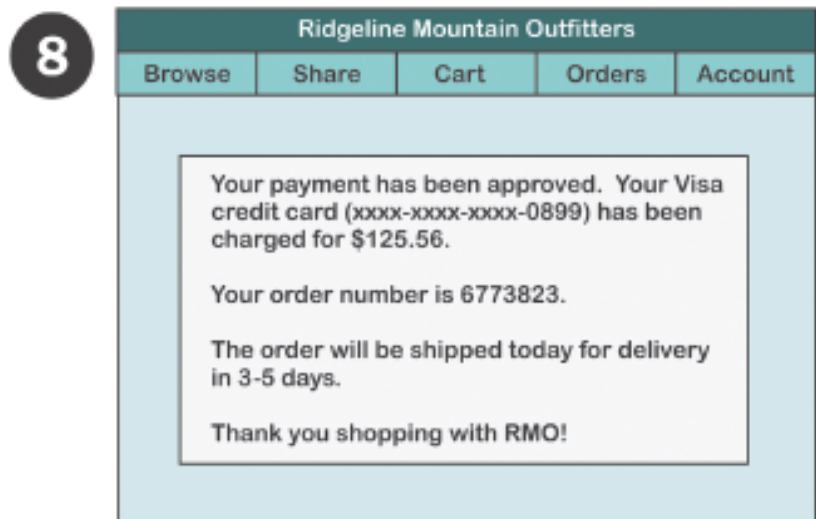 8
Ridgeline Mountain Outfitters
Browse Share Cart Orders Account
Your payment has been approved.  Your Visa
credit card (xxxx-xxxx-xxxx-0899) has been
charged for $125.56.
Your order number is 6773823.
The order will be shipped today for delivery
in 3-5 days.
Thank you shopping with RMO!